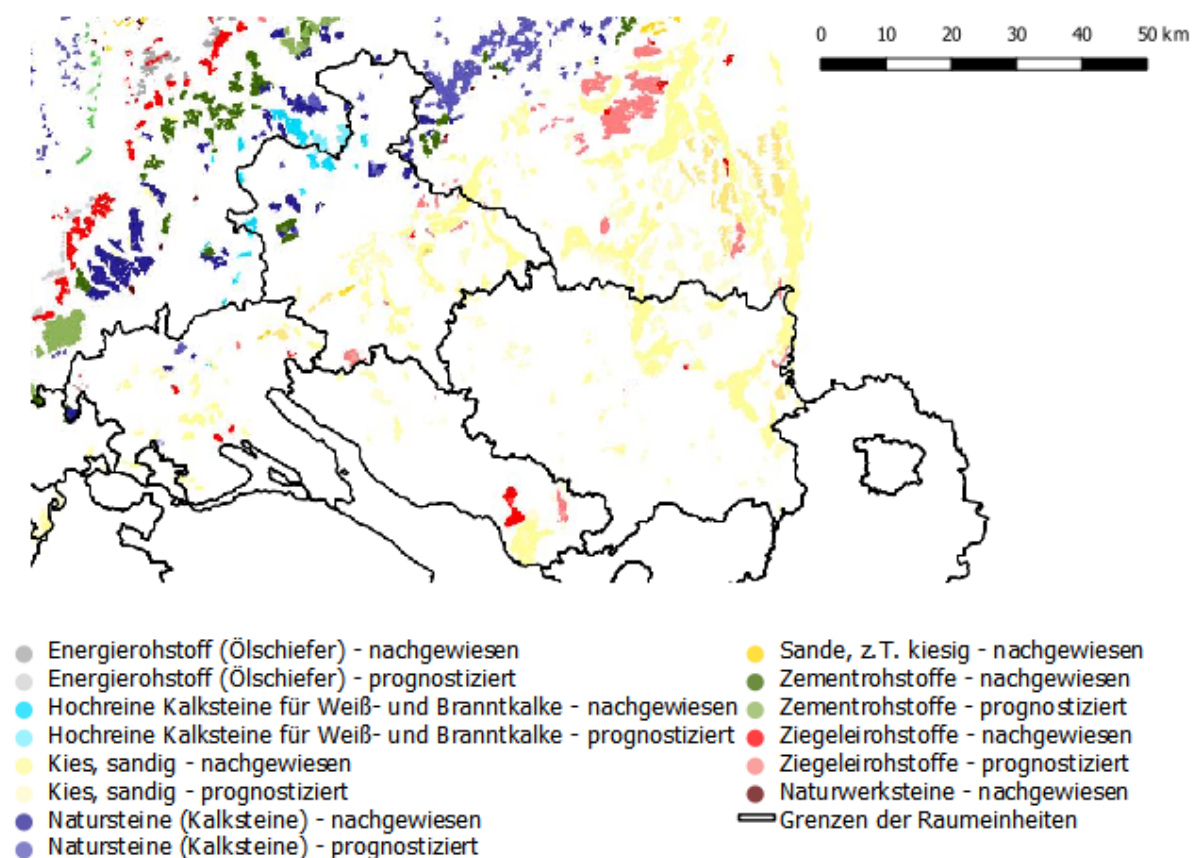 0 10 20 30 40 50 km
Energierohstoff (Ölschiefer) - nachgewiesen
Energierohstoff (Ölschiefer) - prognostiziert
Hochreine Kalksteine für Weiß- und Branntkalke - nachgewiesen
Hochreine Kalksteine für Weiß- und Branntkalke - prognostiziert
Kies, sandig - nachgewiesen
Kies, sandig - prognostiziert
Natursteine (Kalksteine) - nachgewiesen
Natursteine (Kalksteine) - prognostiziert
Sande, z.T. kiesig - nachgewiesen
Zementrohstoffe - nachgewiesen
Zementrohstoffe - prognostiziert
Ziegeleirohstoffe - nachgewiesen
Ziegeleirohstoffe - prognostiziert
Naturwerksteine - nachgewiesen
Grenzen der Raumeinheiten